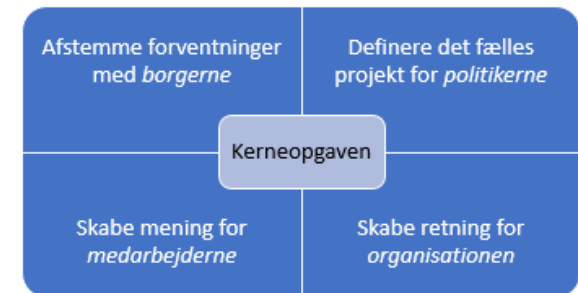 Afstemme forventninger
med borgerne
Definere det fælles
projekt for politikerne
Kerneopgaven
Skabe mening for
medarbejderne
Skabe retning for
organisationen